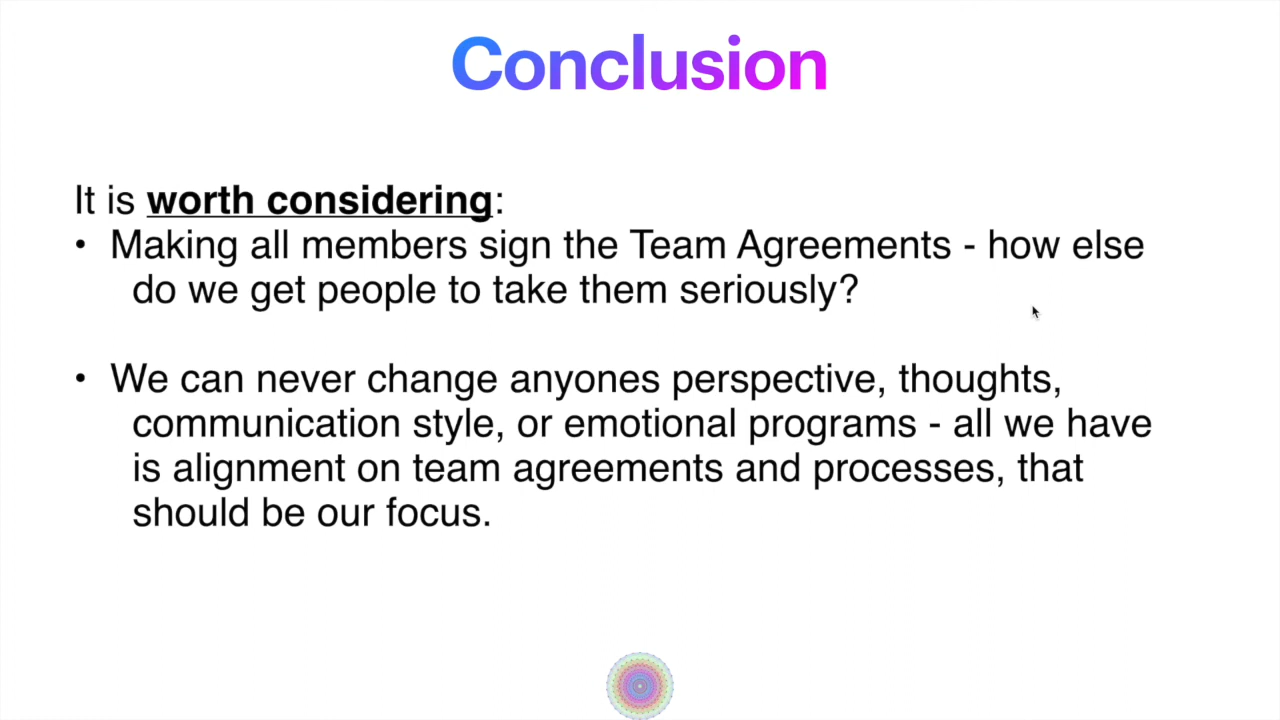 Conclusion
It is worth considering:
• Making all members sign the Team Agreements - how else
do we get people to take them seriously?
• We can never change anyones perspective, thoughts,
communication style, or emotional programs - all we have
is alignment on team agreements and processes, that
should be our focus.